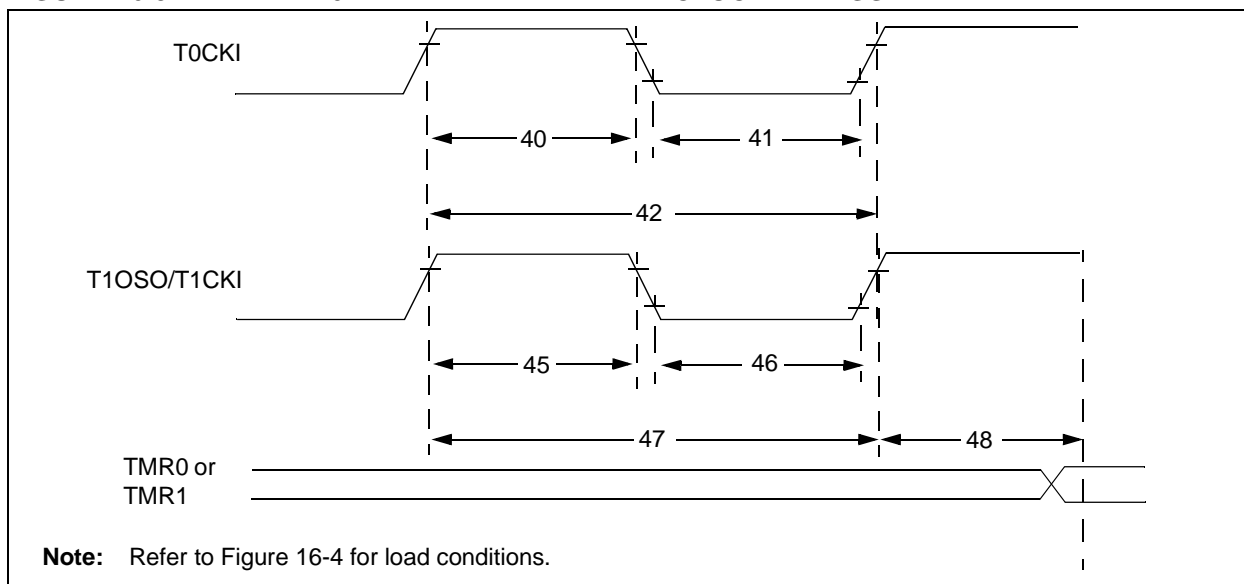 T0CKI
40
41
42
T1OSO/T1CKI
45
46
47
48
TMR0 or
TMR1
Note: Refer to Figure 16-4 for load conditions.